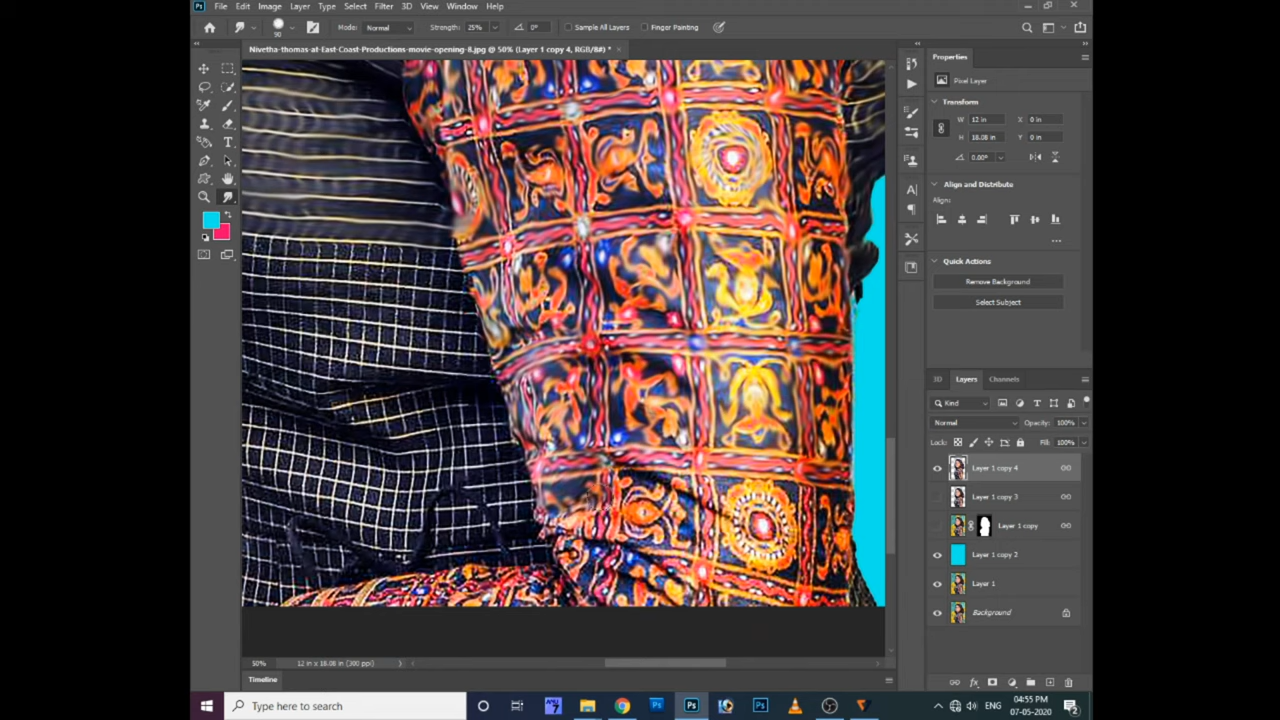 File Edit Image Layer Type Select Filter 3D View Window Help
50 Mode: Normal Strength: 25% 0° Sample All Layers Finger Painting
Nivetha-thomas-at-East-Coast-Productions-movie-opening-8.jpg @ 50% (Layer 1 copy 4, RGB/8#) * ×
Properties
Pixel Layer
Transform
W 12 in X 0 in
H 18.08 in Y 0 in
0.00°
Align and Distribute
Align:
Quick Actions
Remove Background
Select Subject
3D Layers Channels
Kind
Normal Opacity: 100%
Lock: Fill: 100%
Layer 1 copy 4
Layer 1 copy 3
Layer 1 copy
Layer 1 copy 2
Layer 1
Background
50% 12 in x 18.08 in (300 ppi)
Timeline
Type here to search
ENG
04:55 PM
07-05-2020
2